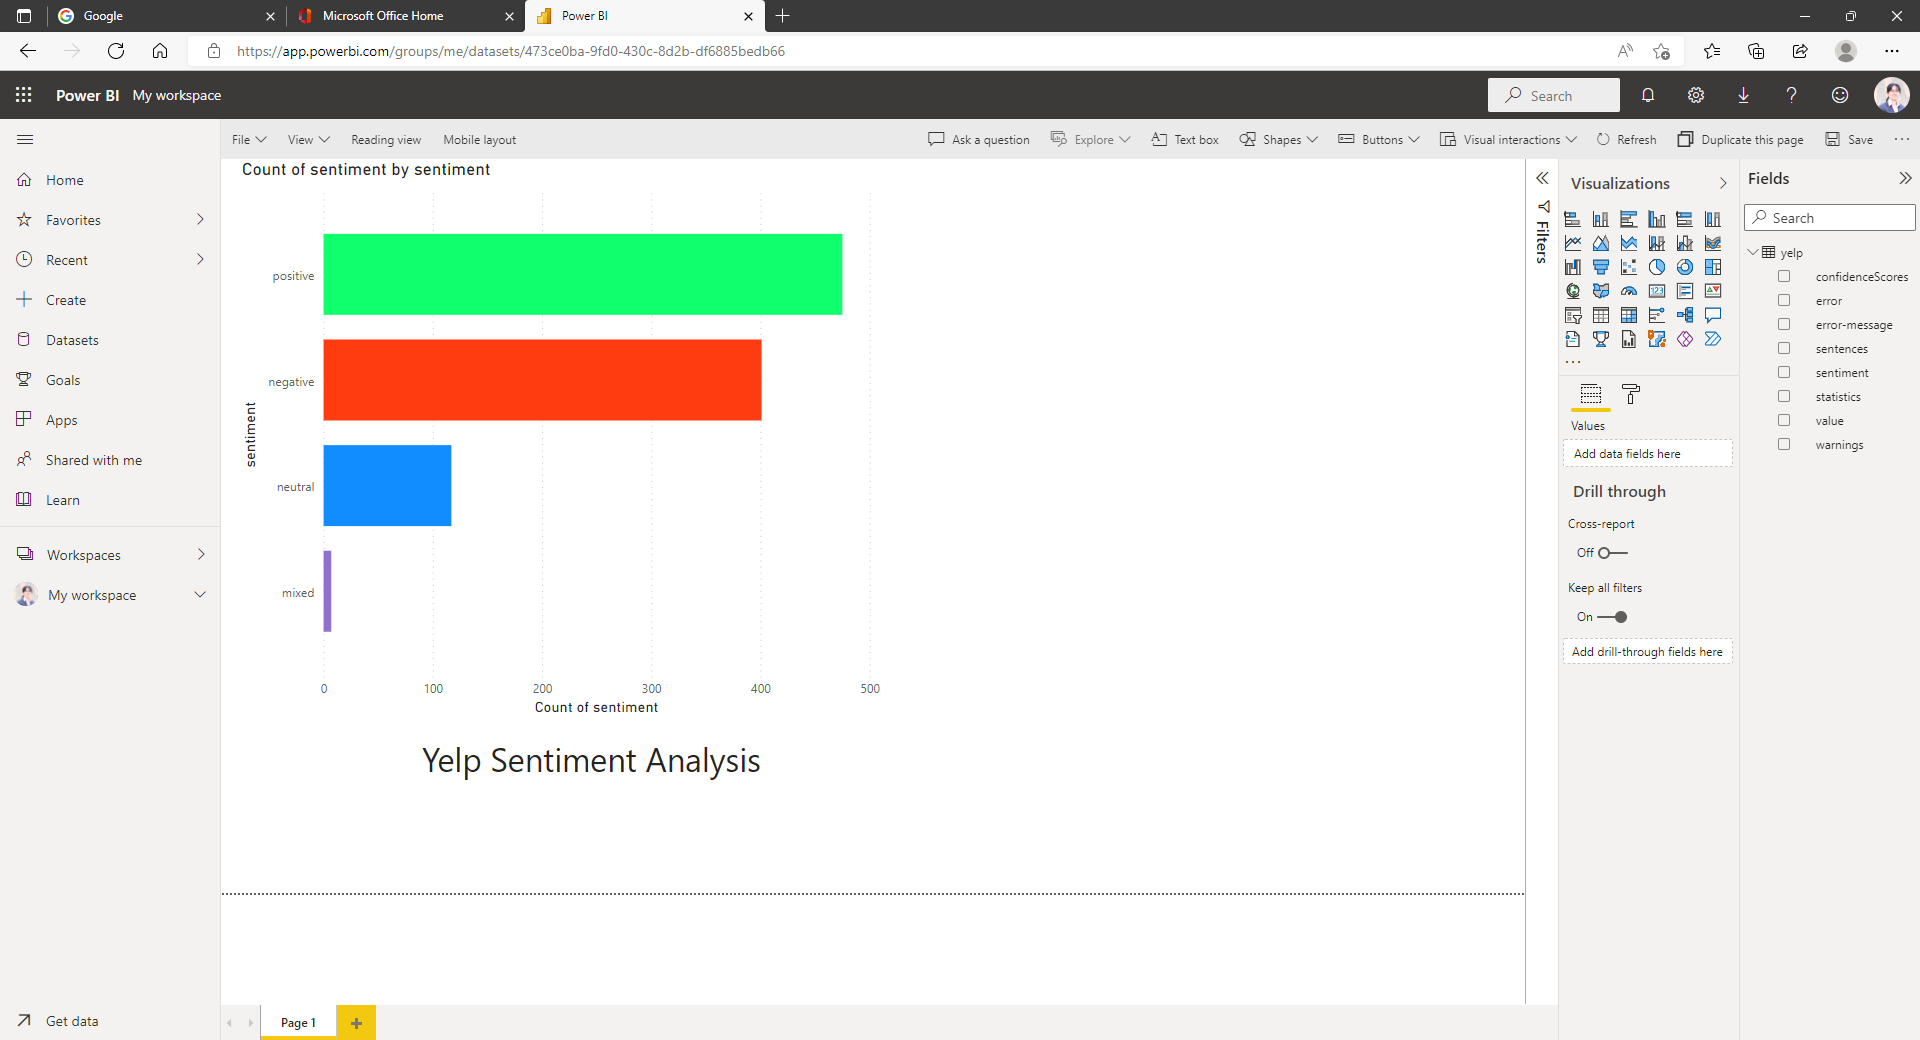 Google
Microsoft Office Home
Power BI
https://app.powerbi.com/groups/me/datasets/473ce0ba-9fd0-430c-8d2b-df6885bedb66
Power BI My workspace
Search
File
View
Reading view
Mobile layout
Ask a question
Explore
Text box
Shapes
Buttons
Visual interactions
Refresh
Duplicate this page
Save
Home
Favorites
Recent
Create
Datasets
Goals
Apps
Shared with me
Learn
Workspaces
My workspace
Get data
Count of sentiment by sentiment
sentiment
positive
negative
neutral
mixed
0 100 200 300 400 500
Count of sentiment
Yelp Sentiment Analysis
Page 1
Filters
Visualizations
123
Values
Add data fields here
Drill through
Cross-report
Off
Keep all filters
On
Add drill-through fields here
Fields
Search
yelp
confidenceScores
error
error-message
sentences
sentiment
statistics
value
warnings